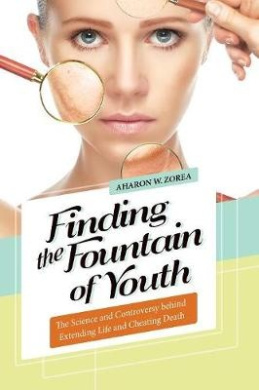 AHARON W. ZOREA
Finding
the Fountain
of Youth
The Science and Controversy behind
Extending Life and Cheating Death